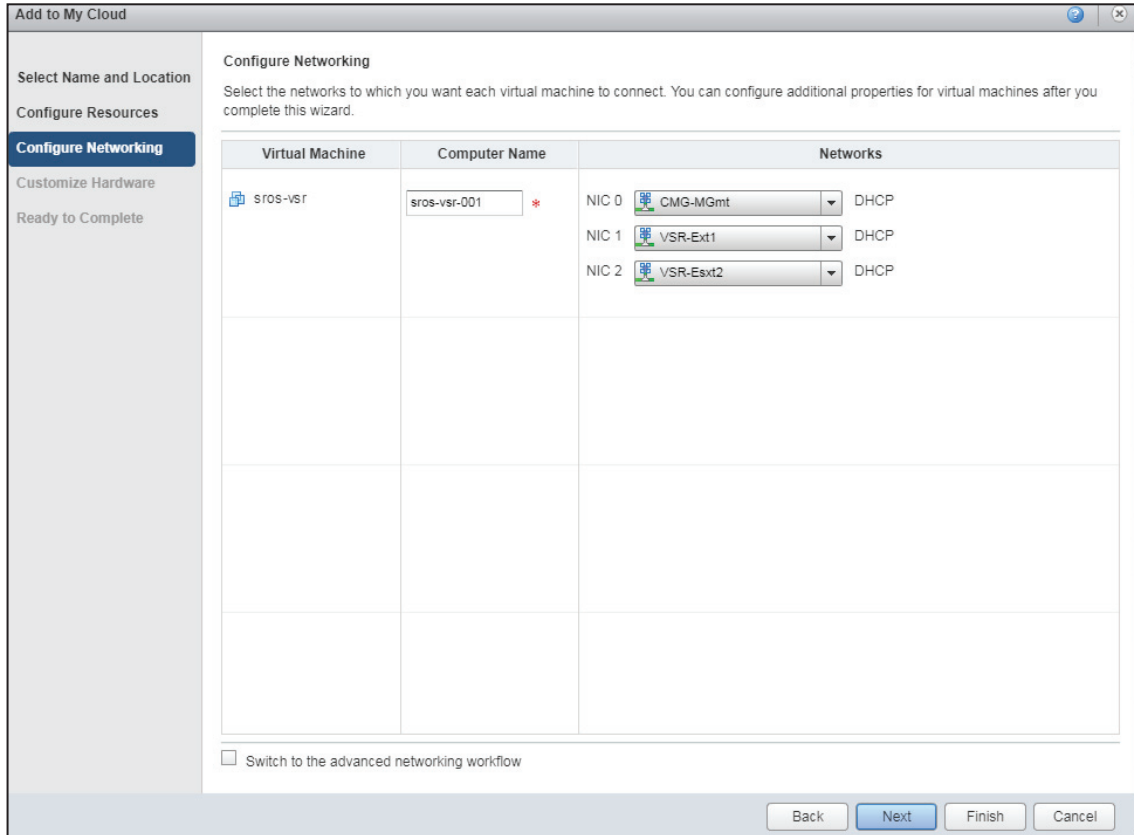 Add to My Cloud
Select Name and Location
Configure Resources
Configure Networking
Customize Hardware
Ready to Complete
Configure Networking
Select the networks to which you want each virtual machine to connect. You can configure additional properties for virtual machines after you
complete this wizard.
Virtual Machine Computer Name Networks
sros-vsr sros-vsr-001 * NIC 0 CMG-MGmt DHCP
NIC 1 VSR-Ext1 DHCP
NIC 2 VSR-Esxt2 DHCP
Switch to the advanced networking workflow
Back Next Finish Cancel